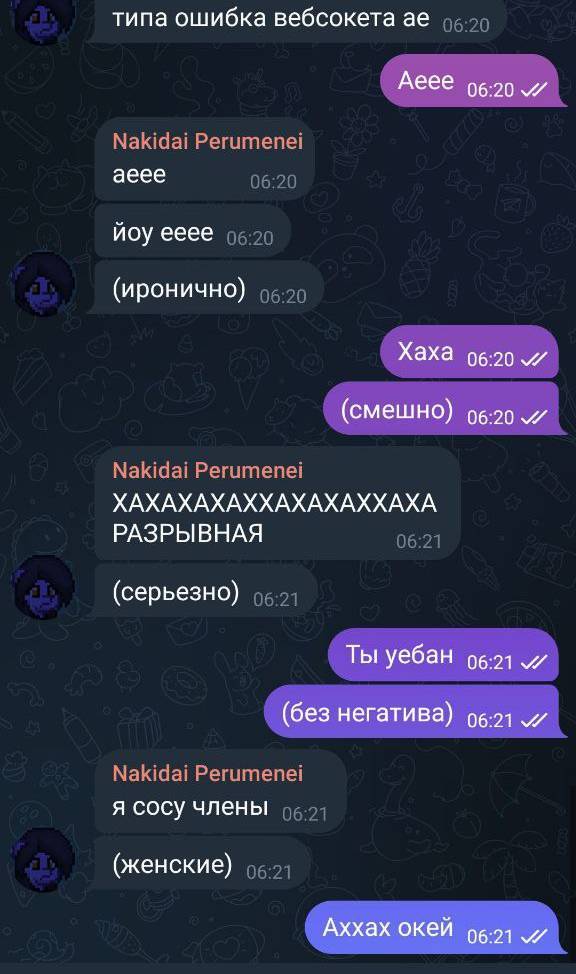 типа ошибка вебсокета ае 06:20
Аеее 06:20
Nakidai Perumenei
аеее 06:20
йоу ееее 06:20
(иронично) 06:20
Хаха 06:20
(смешно) 06:20
Nakidai Perumenei
ХАХАХАХАХХАХАХАХХАХА
РАЗРЫВНАЯ 06:21
(серьезно) 06:21
Ты уебан 06:21
(без негатива) 06:21
Nakidai Perumenei
я сосу члены 06:21
(женские) 06:21
Аххах окей 06:21